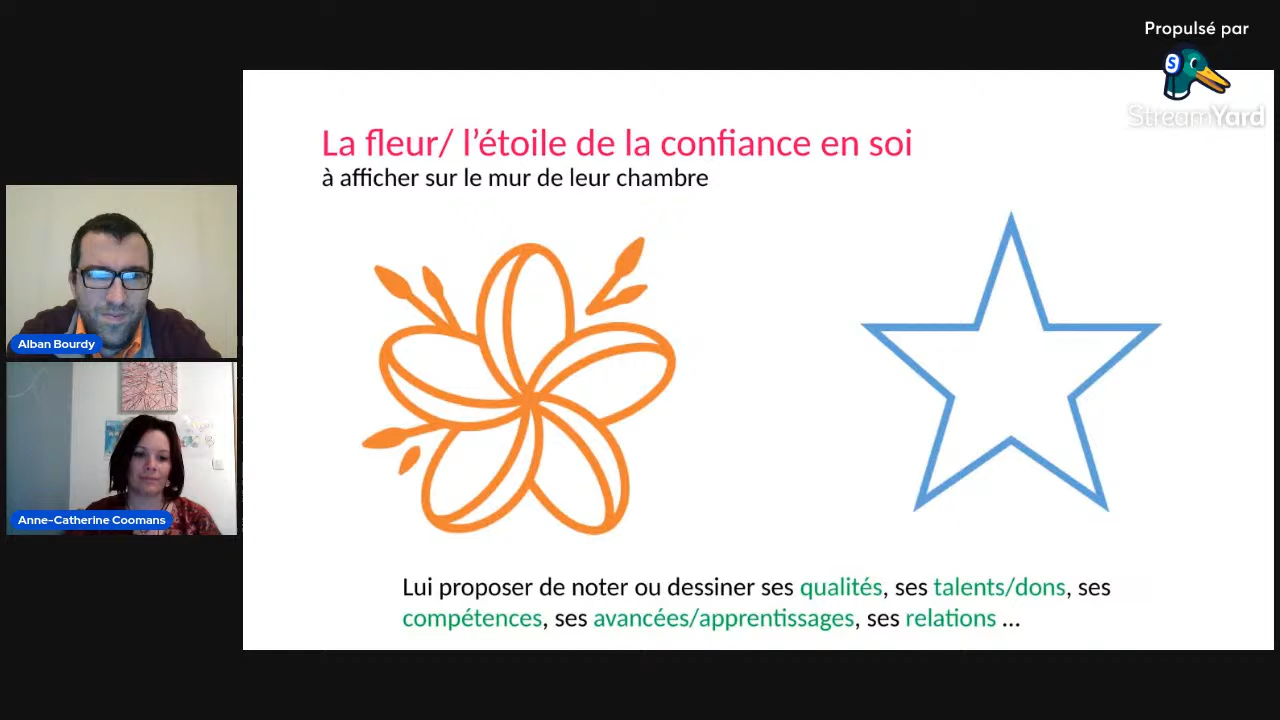 Propulsé par
StreamYard
La fleur/ l’étoile de la confiance en soi
à afficher sur le mur de leur chambre
Alban Bourdy
Anne-Catherine Coomans
Lui proposer de noter ou dessiner ses qualités, ses talents/dons, ses
compétences, ses avancées/apprentissages, ses relations ...